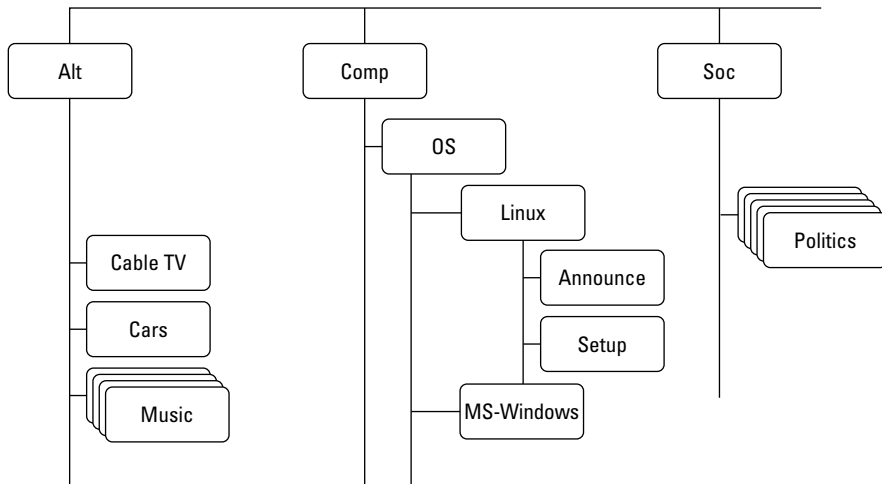 Alt
Comp
Soc
OS
Linux
Politics
Cable TV
Announce
Cars
Setup
Music
MS-Windows